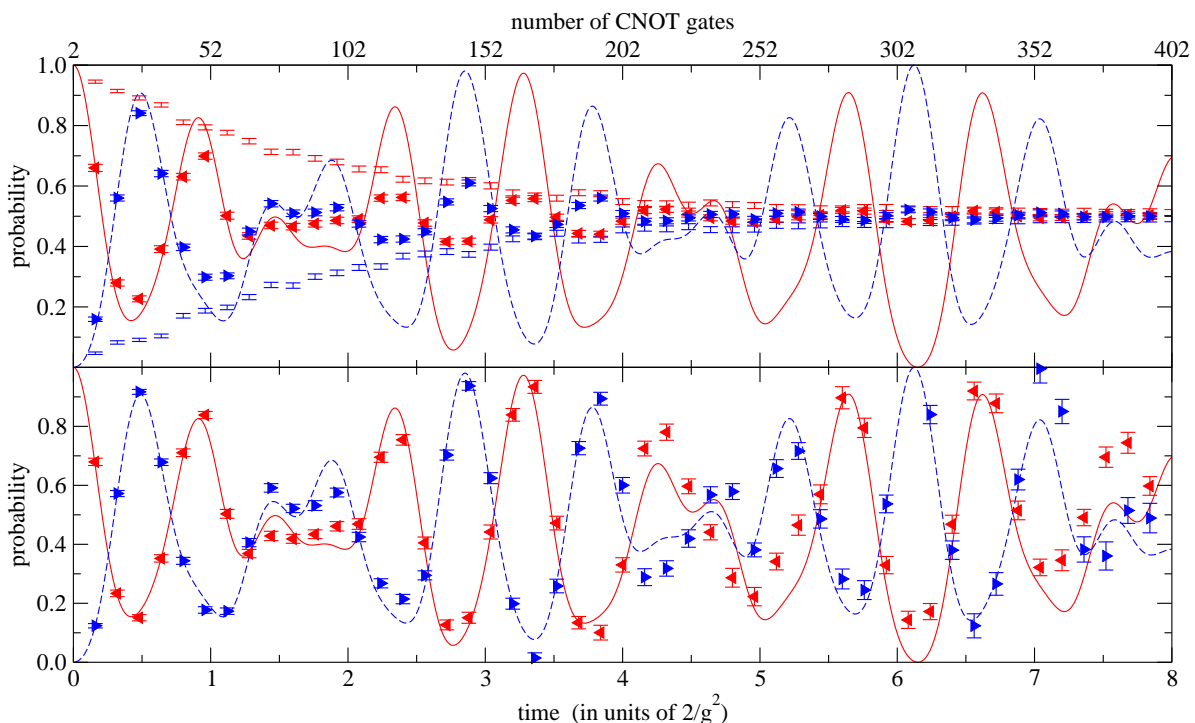 number of CNOT gates
2 52 102 152 202 252 302 352 402
1.0
0.8
0.6
0.4
0.2
probability
0.8
0.6
0.4
0.2
0.0
probability
0 1 2 3 4 5 6 7 8
time (in units of 2/g²)